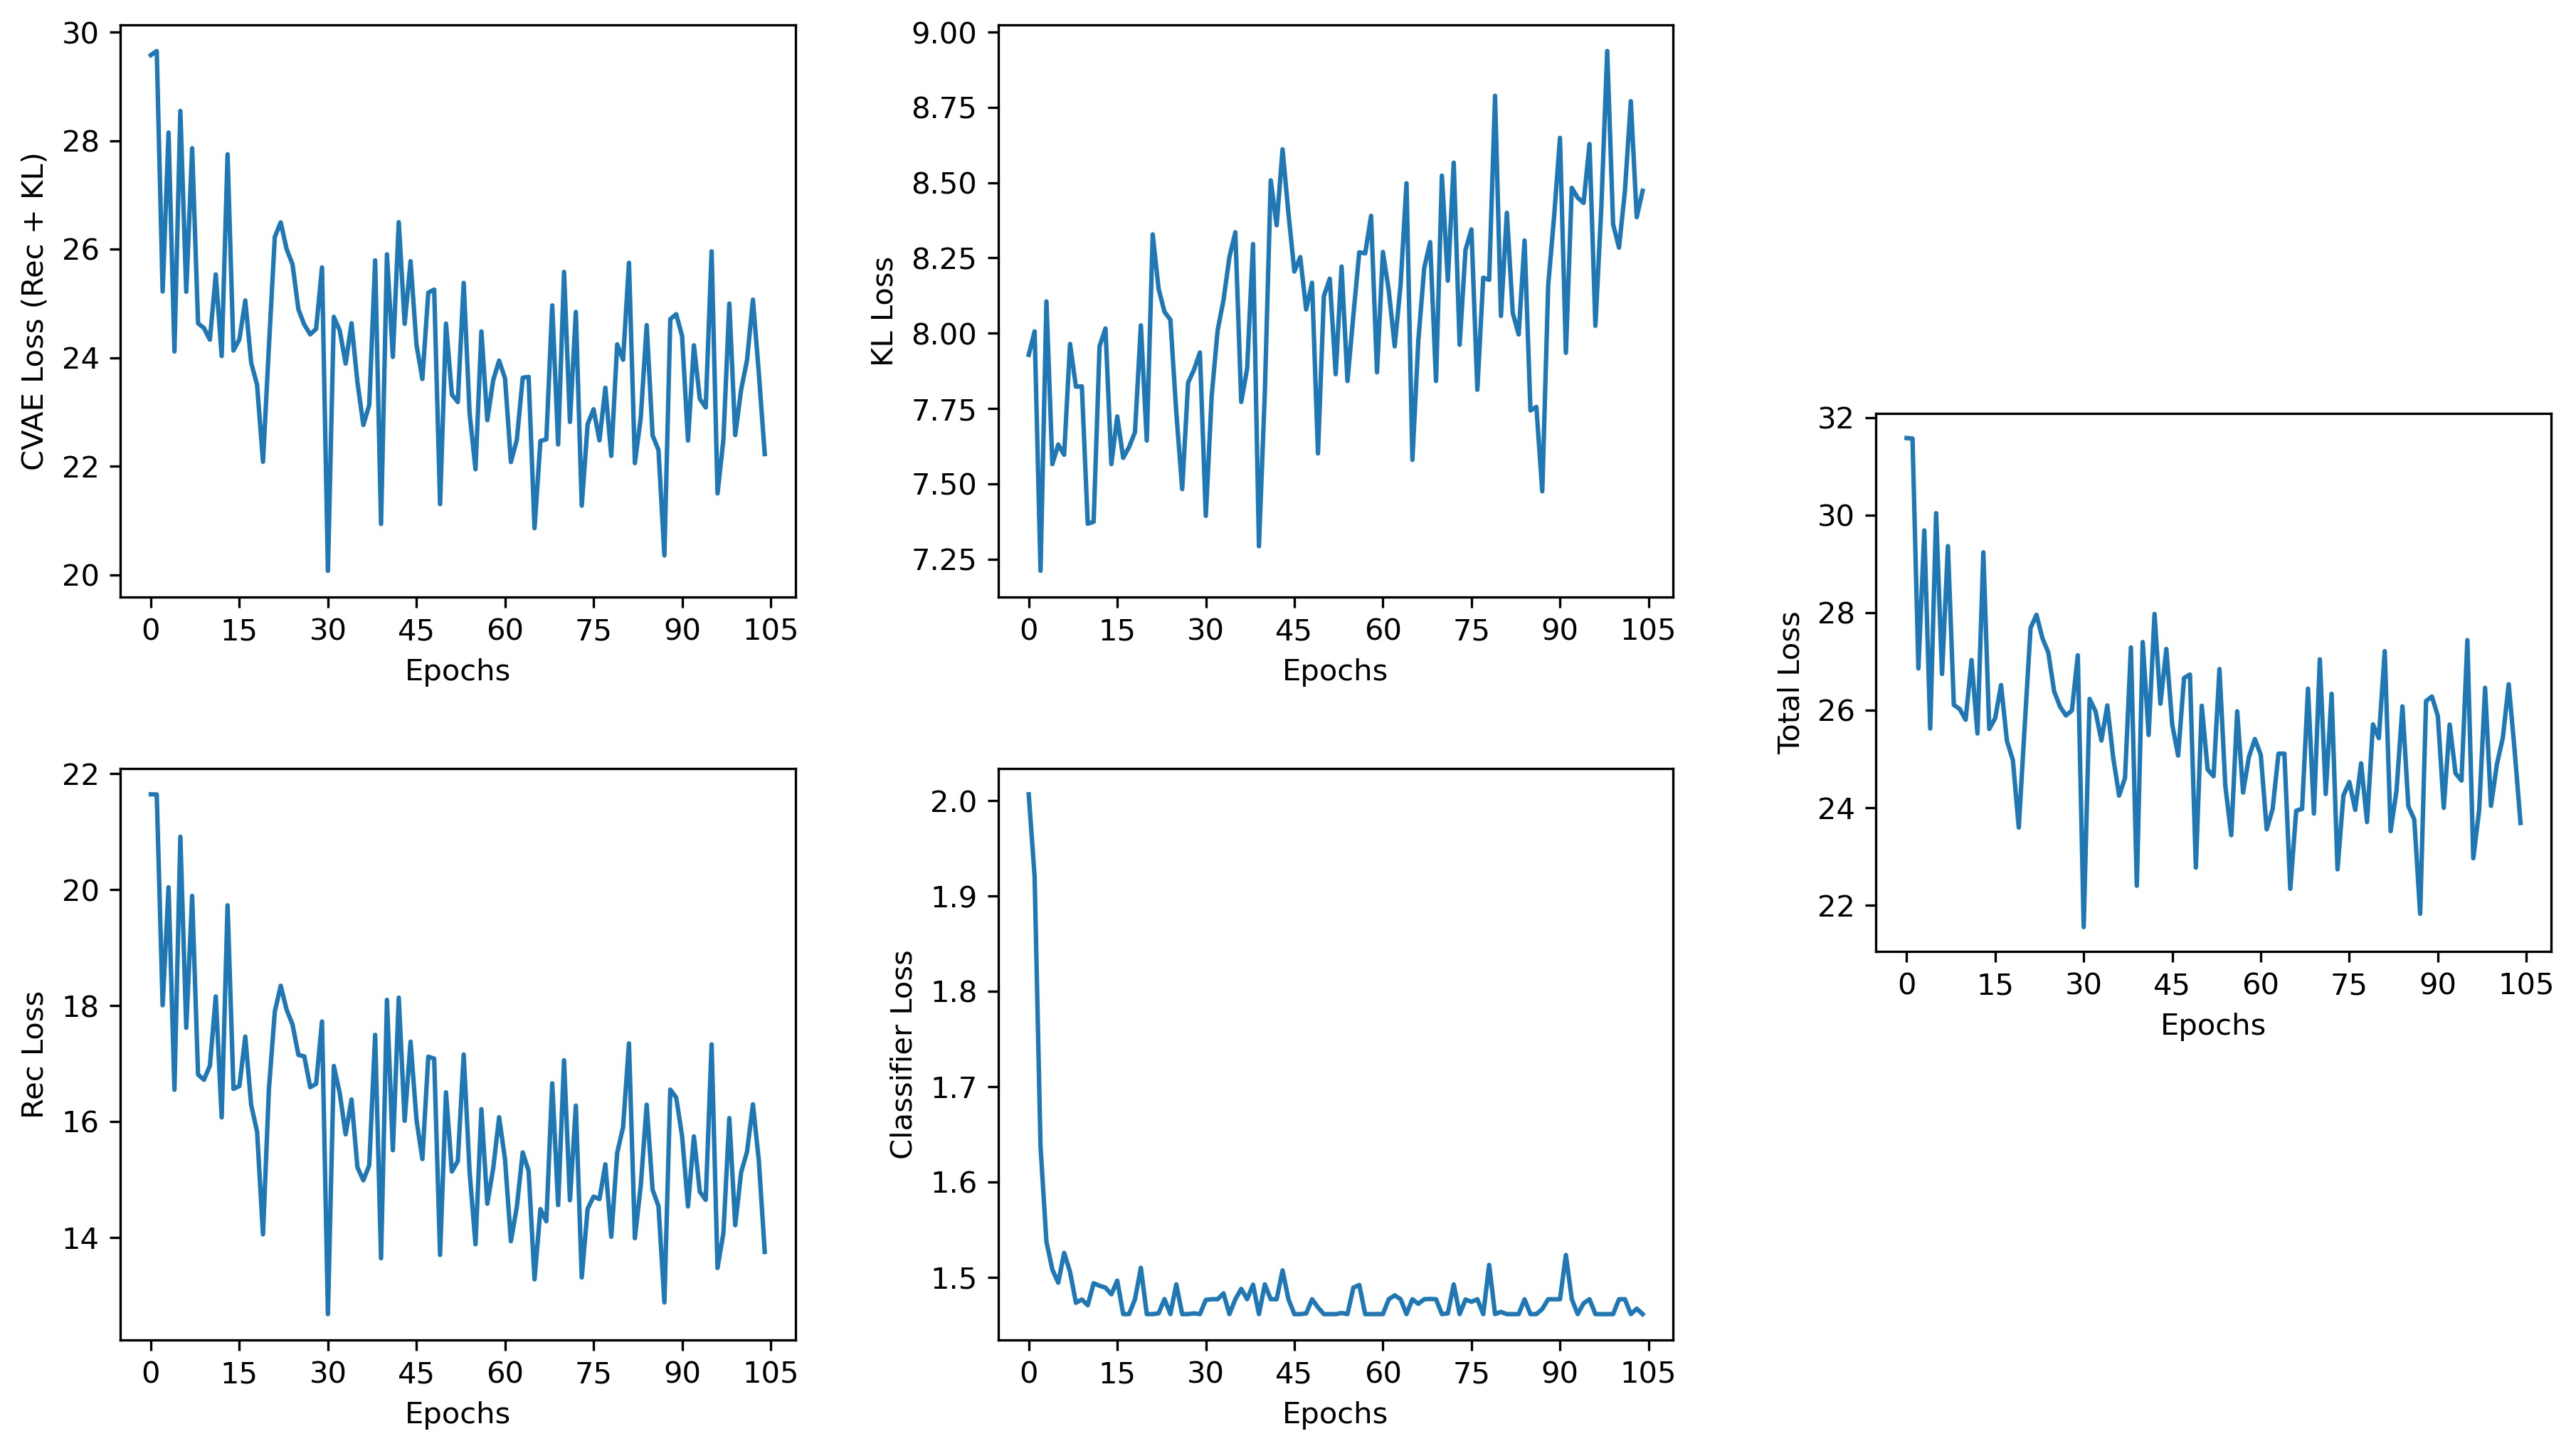 CVAE Loss (Rec + KL)
30
28
26
24
22
20
0 15 30 45 60 75 90 105
Epochs
KL Loss
9.00
8.75
8.50
8.25
8.00
7.75
7.50
7.25
0 15 30 45 60 75 90 105
Epochs
Rec Loss
22
20
18
16
14
0 15 30 45 60 75 90 105
Epochs
Classifier Loss
2.0
1.9
1.8
1.7
1.6
1.5
0 15 30 45 60 75 90 105
Epochs
Total Loss
32
30
28
26
24
22
0 15 30 45 60 75 90 105
Epochs